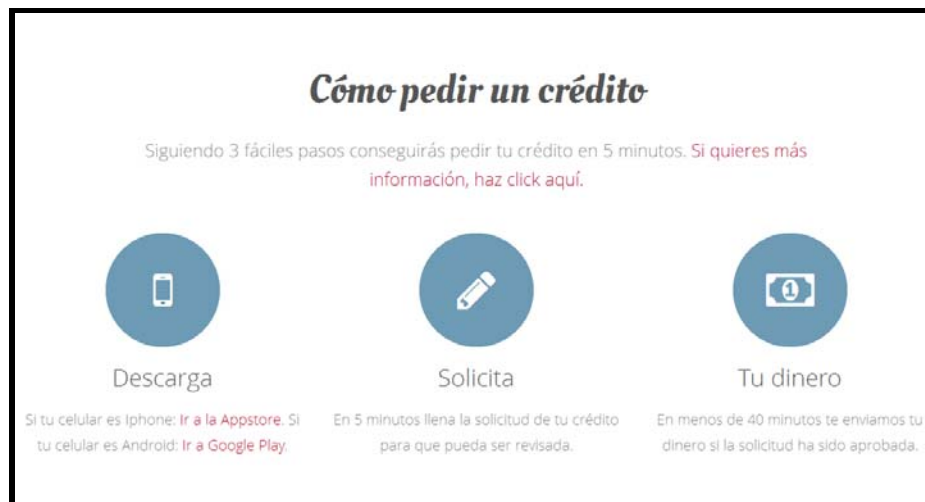 Cómo pedir un crédito
Siguiendo 3 fáciles pasos conseguirás pedir tu crédito en 5 minutos. Si quieres más
información, haz click aquí.
1
Descarga
Si tu celular es Iphone: Ir a la Appstore. Si
tu celular es Android: Ir a Google Play.
Solicita
En 5 minutos llena la solicitud de tu crédito
para que pueda ser revisada.
Tu dinero
En menos de 40 minutos te enviamos tu
dinero si la solicitud ha sido aprobada.